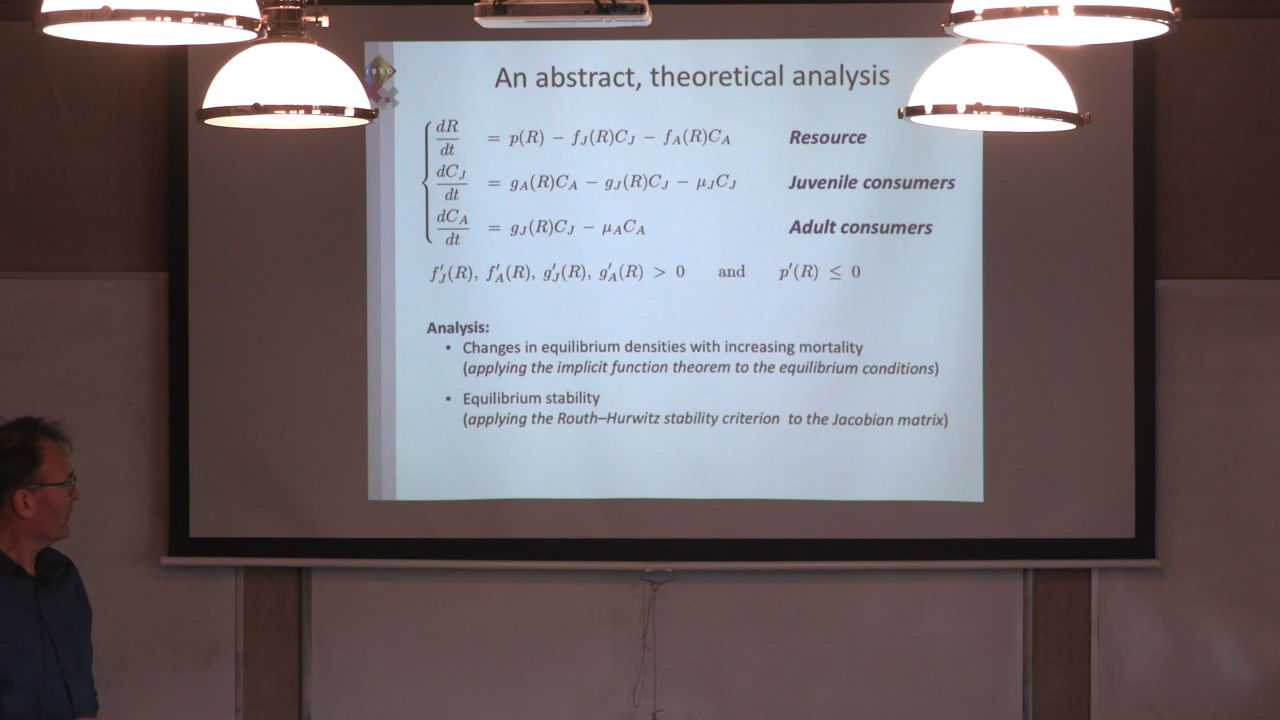 IBED
An abstract, theoretical analysis
dR/dt = p(R) − f_J(R)C_J − f_A(R)C_A Resource
dC_J/dt = g_A(R)C_A − g_J(R)C_J − μ_J C_J Juvenile consumers
dC_A/dt = g_J(R)C_J − μ_A C_A Adult consumers
f′_J(R), f′_A(R), g′_J(R), g′_A(R) > 0 and p′(R) ≤ 0
Analysis:
• Changes in equilibrium densities with increasing mortality
(applying the implicit function theorem to the equilibrium conditions)
• Equilibrium stability
(applying the Routh–Hurwitz stability criterion to the Jacobian matrix)